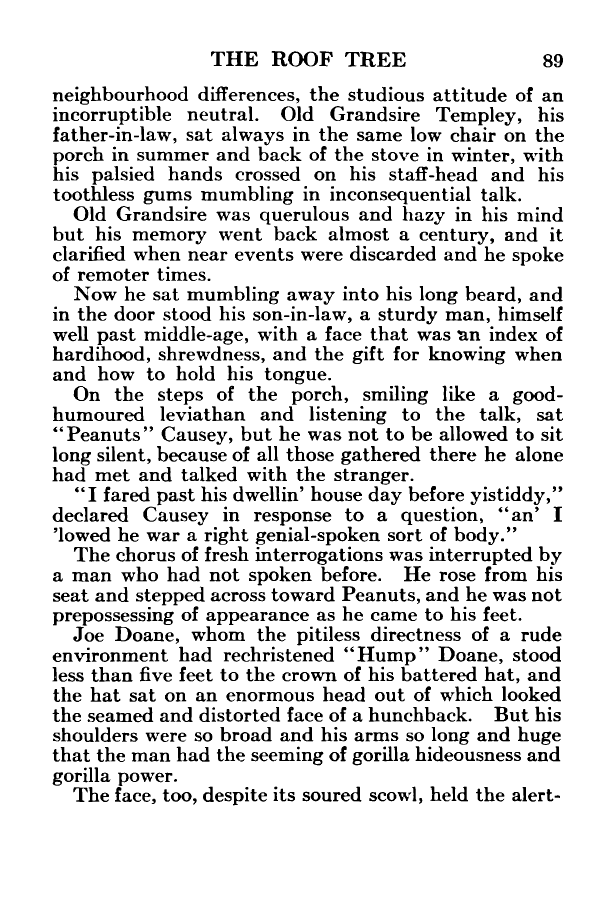 THE ROOF TREE 89
neighbourhood differences, the studious attitude of an
incorruptible neutral. Old Grandsire Templey, his
father-in-law, sat always in the same low chair on the
porch in summer and back of the stove in winter, with
his palsied hands crossed on his staff-head and his
toothless gums mumbling in inconsequential talk.
Old Grandsire was querulous and hazy in his mind
but his memory went back almost a century, and it
clarified when near events were discarded and he spoke
of remoter times.
Now he sat mumbling away into his long beard, and
in the door stood his son-in-law, a sturdy man, himself
well past middle-age, with a face that was an index of
hardihood, shrewdness, and the gift for knowing when
and how to hold his tongue.
On the steps of the porch, smiling like a good-
humoured leviathan and listening to the talk, sat
“Peanuts” Causey, but he was not to be allowed to sit
long silent, because of all those gathered there he alone
had met and talked with the stranger.
“I fared past his dwellin’ house day before yistiddy,”
declared Causey in response to a question, “an’ I
’lowed he war a right genial-spoken sort of body.”
The chorus of fresh interrogations was interrupted by
a man who had not spoken before. He rose from his
seat and stepped across toward Peanuts, and he was not
prepossessing of appearance as he came to his feet.
Joe Doane, whom the pitiless directness of a rude
environment had rechristened “Hump” Doane, stood
less than five feet to the crown of his battered hat, and
the hat sat on an enormous head out of which looked
the seamed and distorted face of a hunchback. But his
shoulders were so broad and his arms so long and huge
that the man had the seeming of gorilla hideousness and
gorilla power.
The face, too, despite its soured scowl, held the alert-